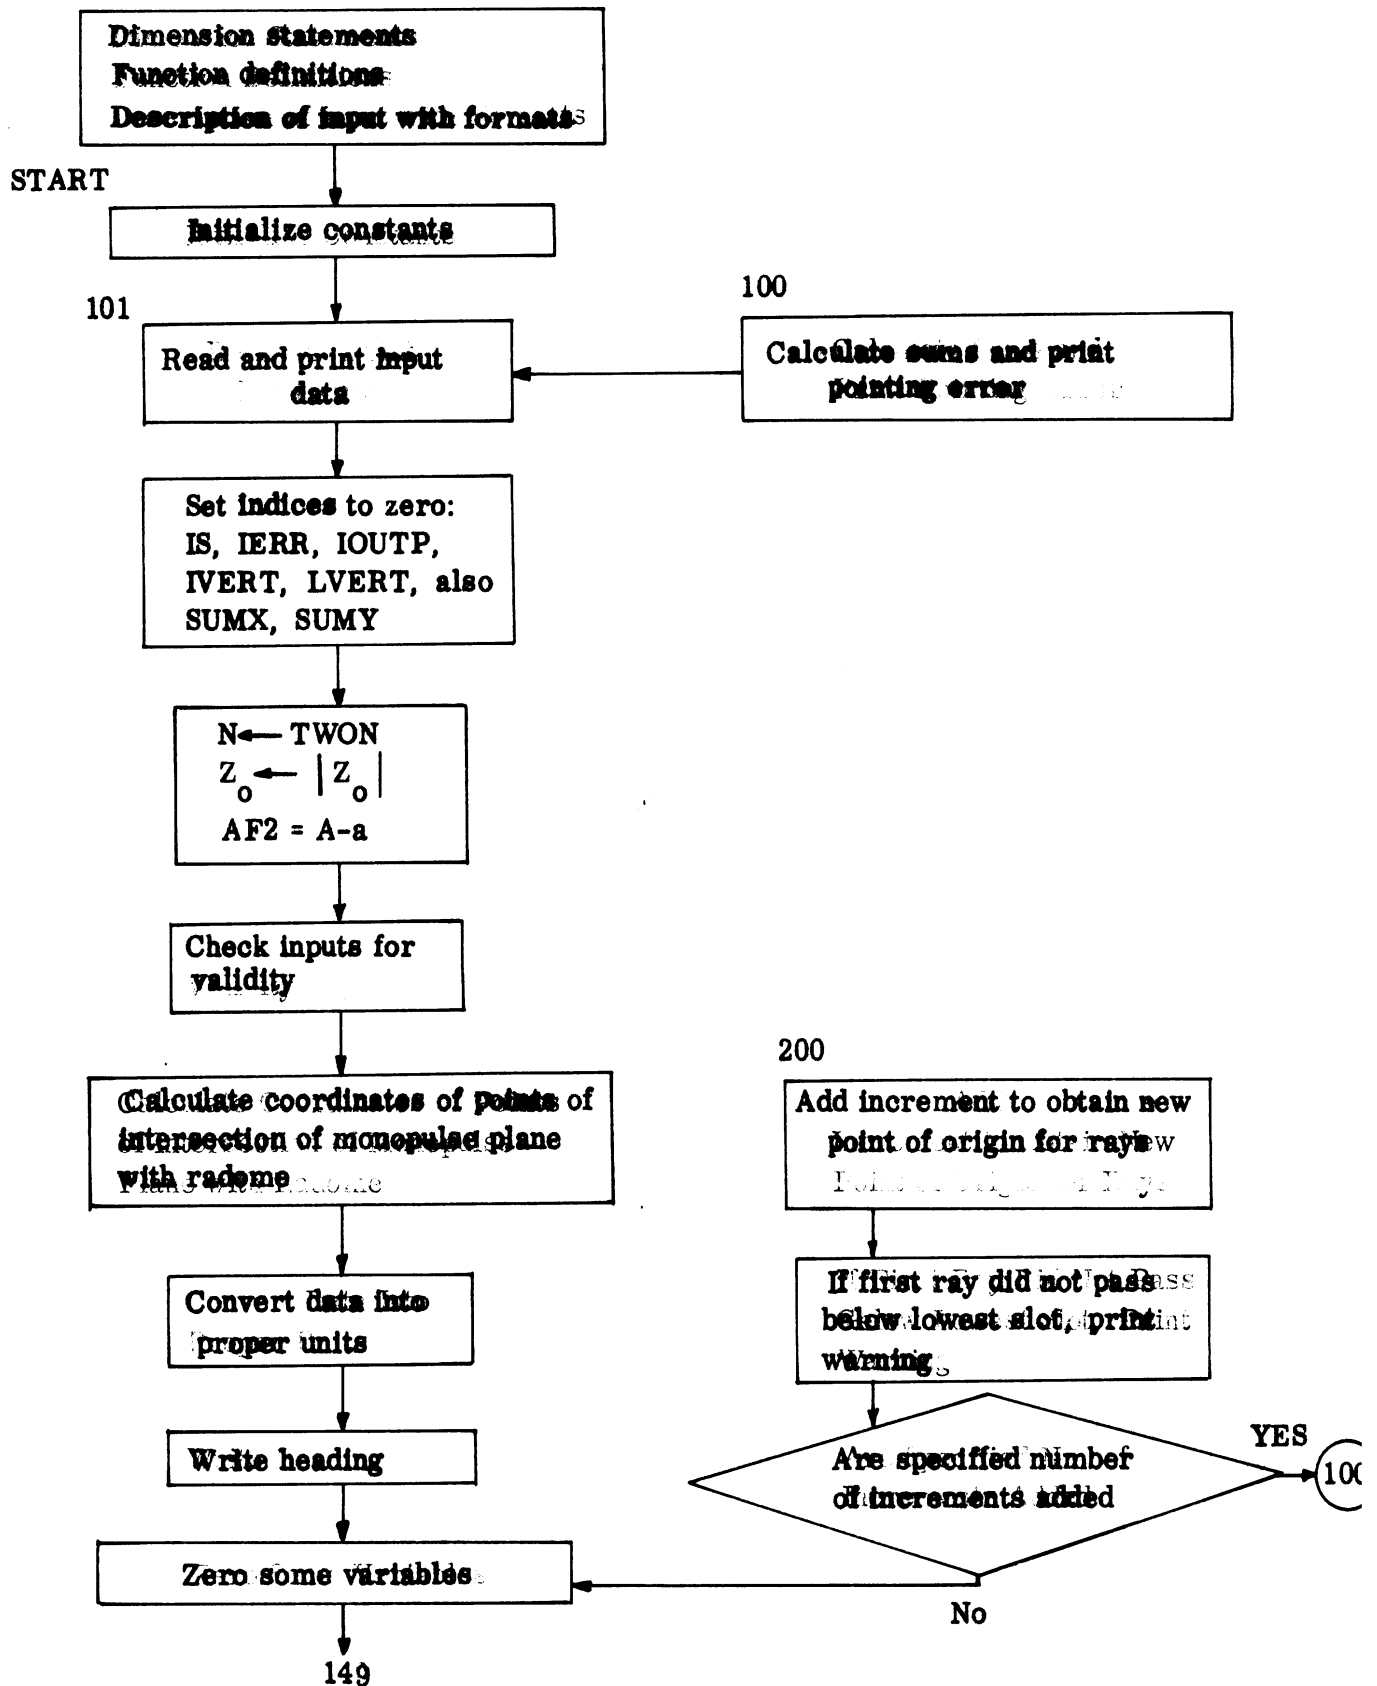 Dimension statements
Function definitions
Description of input with formats
START
Initialize constants
101
Read and print input
data
100
Calculate sums and print
pointing error
Set indices to zero:
IS, IERR, IOUTP,
IVERT, LVERT, also
SUMX, SUMY
N← TWON
Zo ← |Zo|
AF2 = A-a
Check inputs for
validity
Calculate coordinates of points of
intersection of monopulse plane
with radome
Convert data into
proper units
Write heading
Zero some variables
149
200
Add increment to obtain new
point of origin for rays
If first ray did not pass
below lowest slot, print
warning
Are specified number
of increments added
YES
100
No